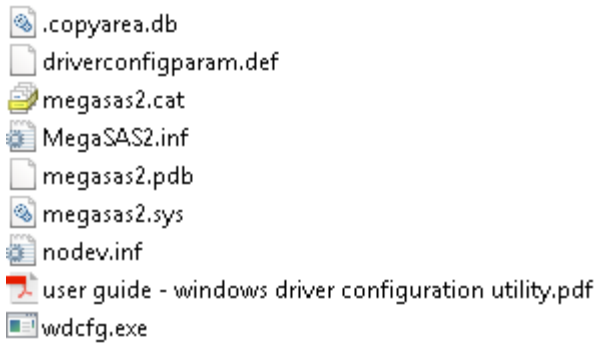 .copyarea.db
driverconfigparam.def
megasas2.cat
MegaSAS2.inf
megasas2.pdb
megasas2.sys
nodev.inf
user guide - windows driver configuration utility.pdf
wdcfg.exe